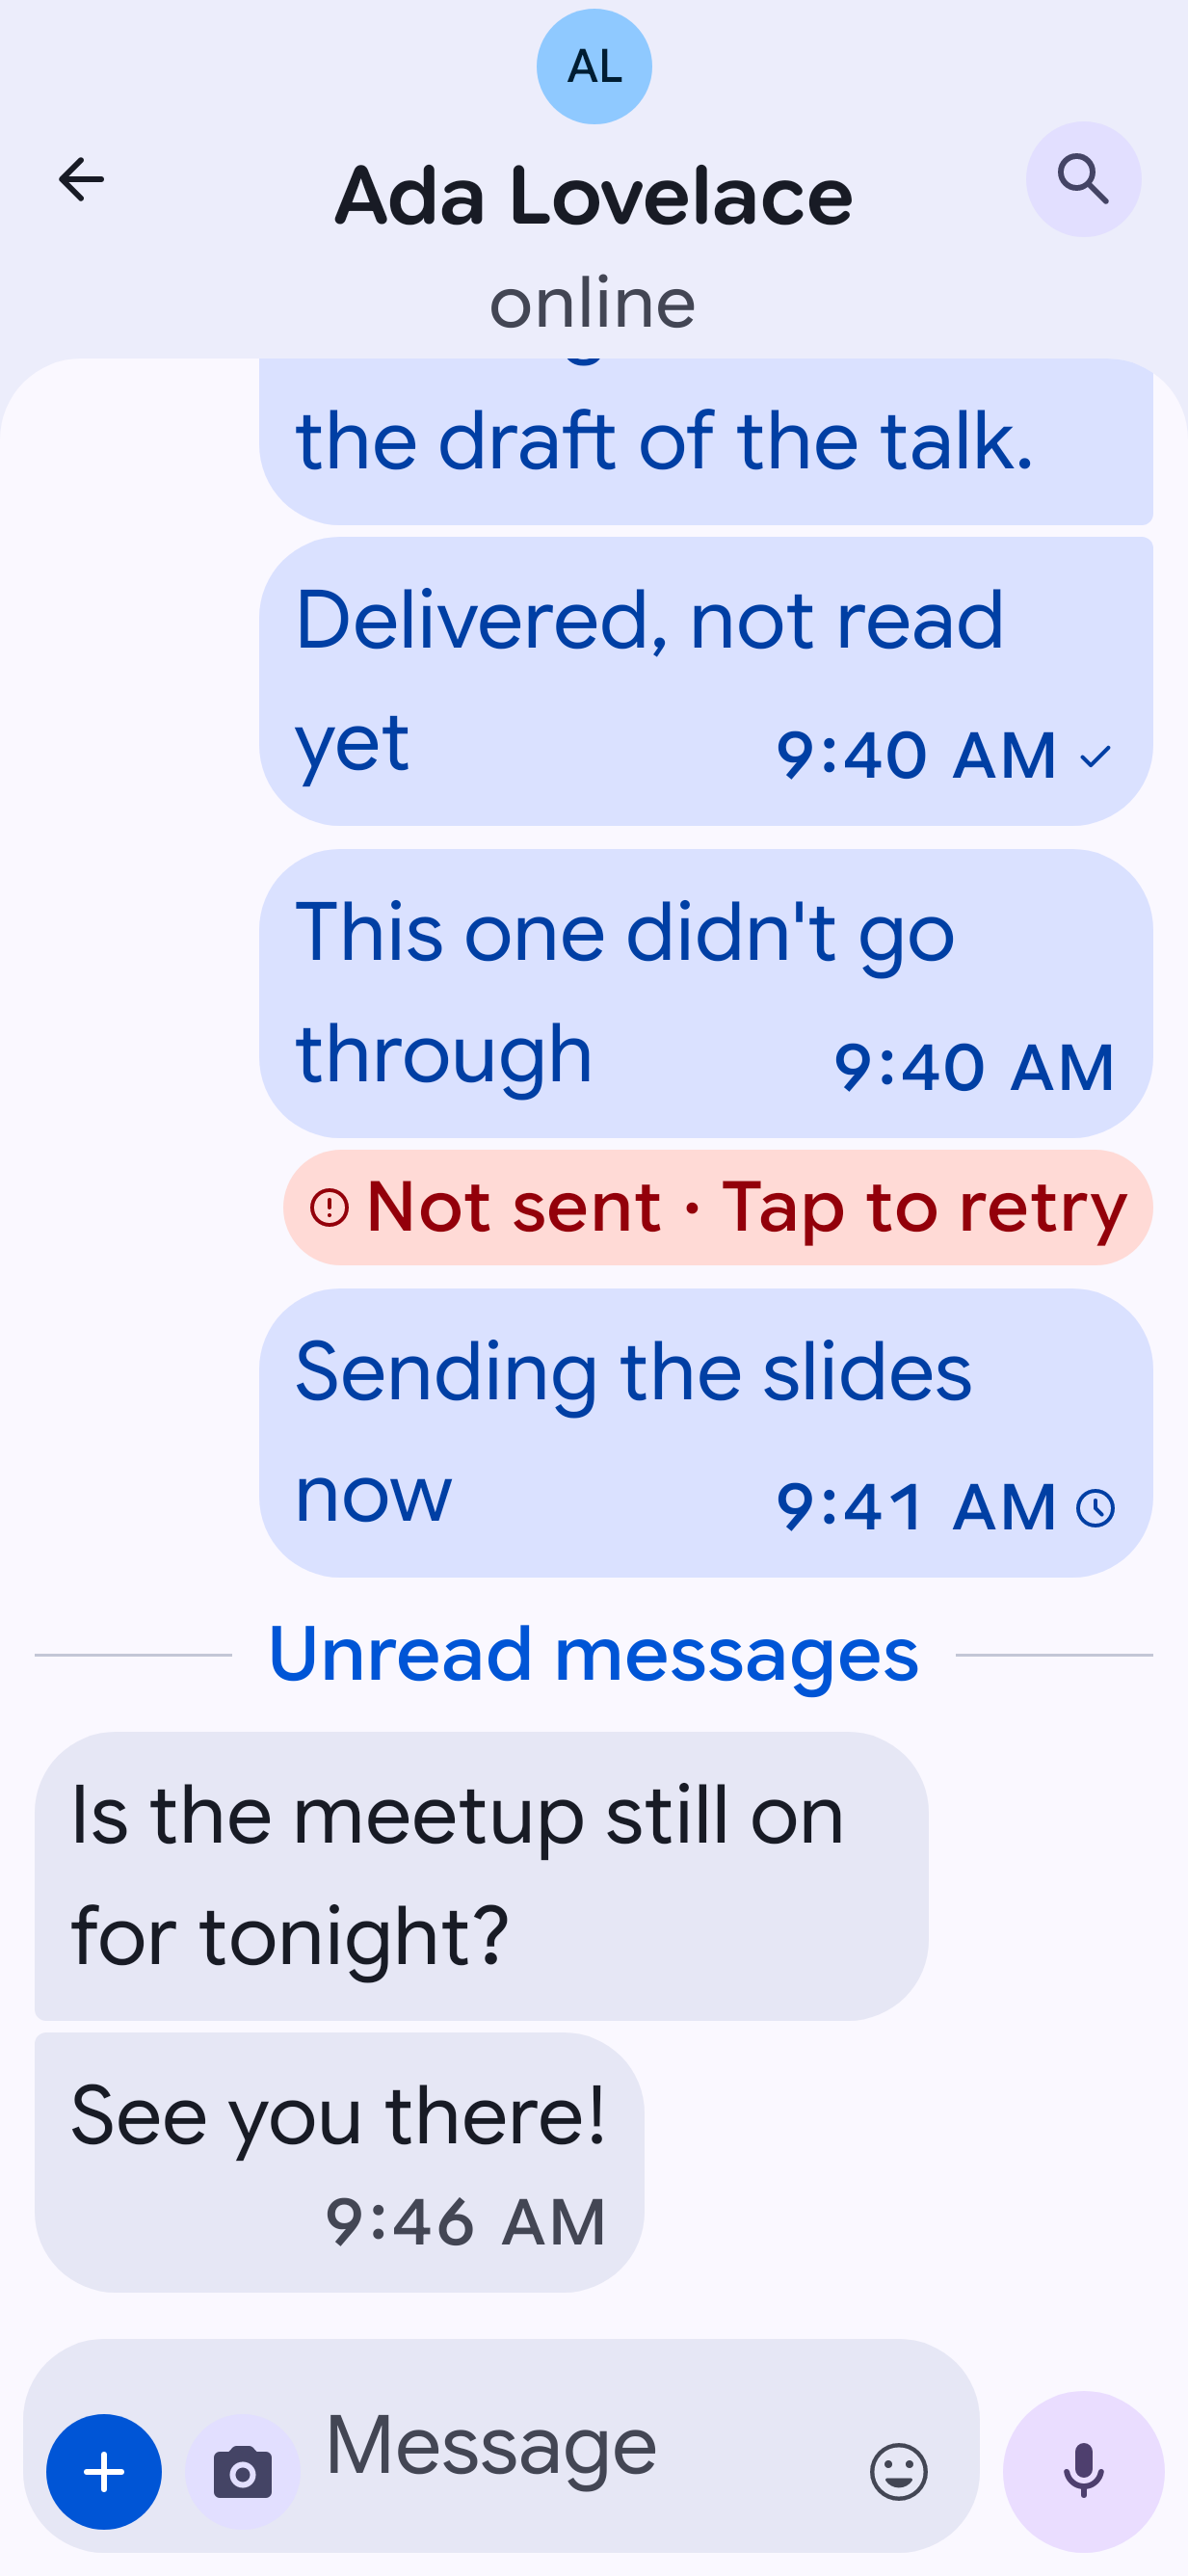 AL
Ada Lovelace
online
the draft of the talk.
Delivered, not read
yet
9:40 AM
This one didn't go
through
9:40 AM
Not sent · Tap to retry
Sending the slides
now
9:41 AM
Unread messages
Is the meetup still on
for tonight?
See you there!
9:46 AM
Message